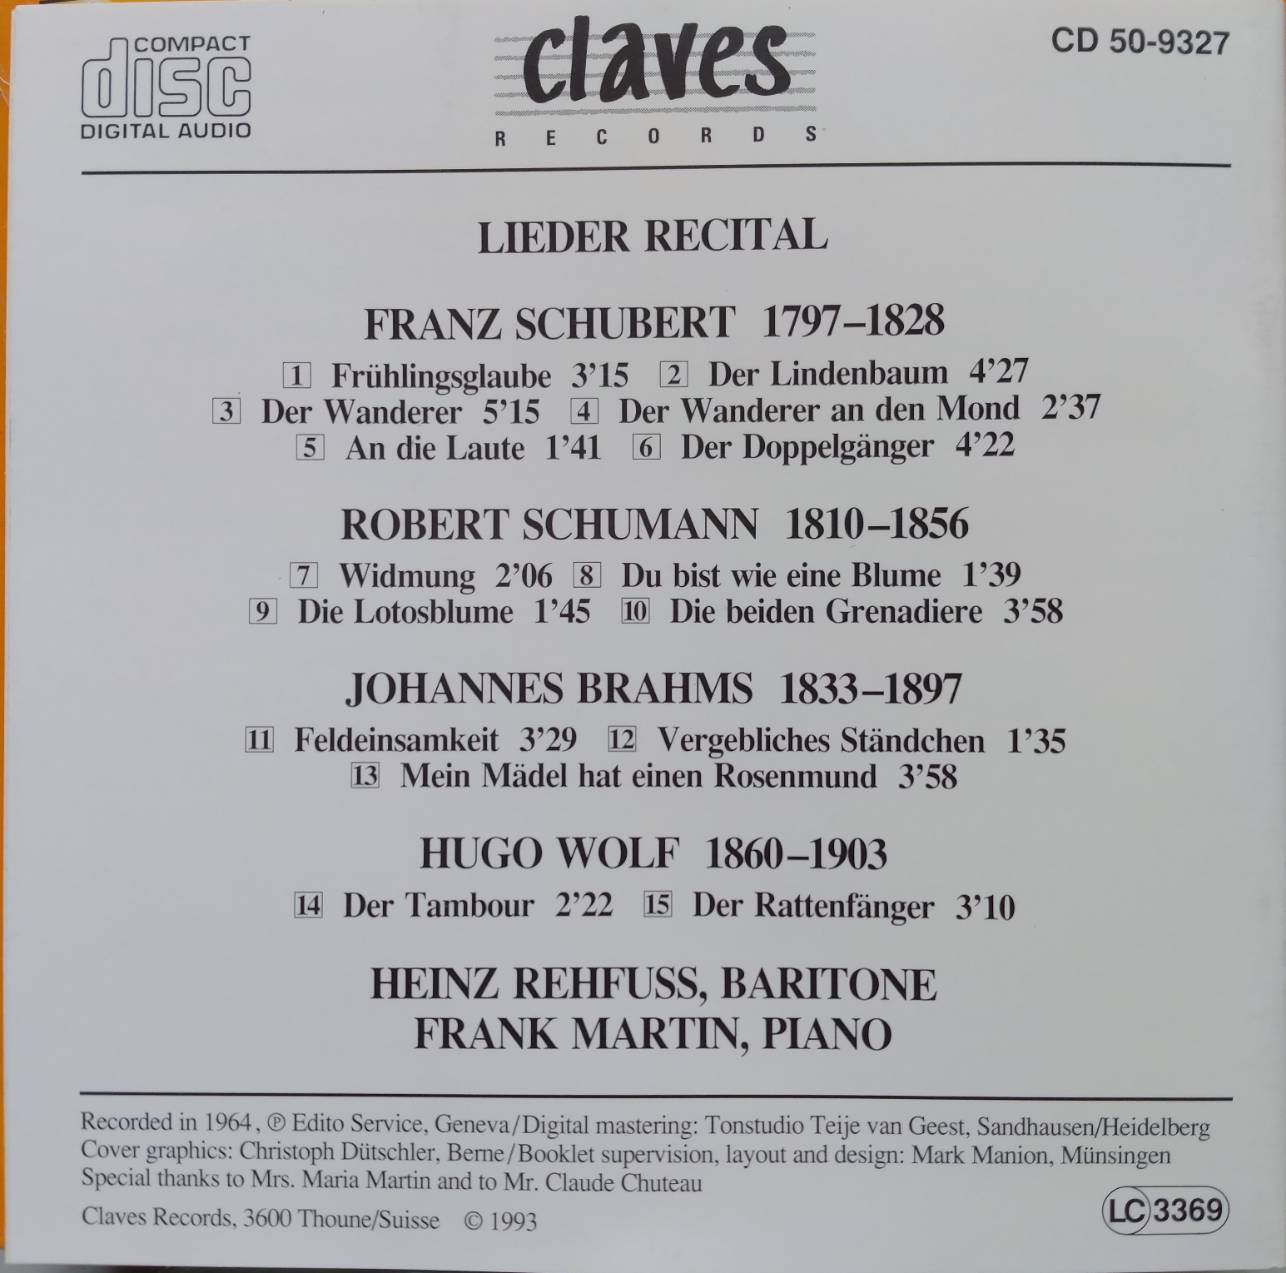 COMPACT
disc
DIGITAL AUDIO
claves
RECORDS
CD 50-9327
LIEDER RECITAL
FRANZ SCHUBERT 1797–1828
1 Frühlingsglaube 3’15 2 Der Lindenbaum 4’27
3 Der Wanderer 5’15 4 Der Wanderer an den Mond 2’37
5 An die Laute 1’41 6 Der Doppelgänger 4’22
ROBERT SCHUMANN 1810–1856
7 Widmung 2’06 8 Du bist wie eine Blume 1’39
9 Die Lotosblume 1’45 10 Die beiden Grenadiere 3’58
JOHANNES BRAHMS 1833–1897
11 Feldeinsamkeit 3’29 12 Vergebliches Ständchen 1’35
13 Mein Mädel hat einen Rosenmund 3’58
HUGO WOLF 1860–1903
14 Der Tambour 2’22 15 Der Rattenfänger 3’10
HEINZ REHFUSS, BARITONE
FRANK MARTIN, PIANO
Recorded in 1964, ℗ Edito Service, Geneva/Digital mastering: Tonstudio Teije van Geest, Sandhausen/Heidelberg
Cover graphics: Christoph Dütschler, Berne/Booklet supervision, layout and design: Mark Manion, Münsingen
Special thanks to Mrs. Maria Martin and to Mr. Claude Chuteau
Claves Records, 3600 Thoune/Suisse © 1993
LC 3369